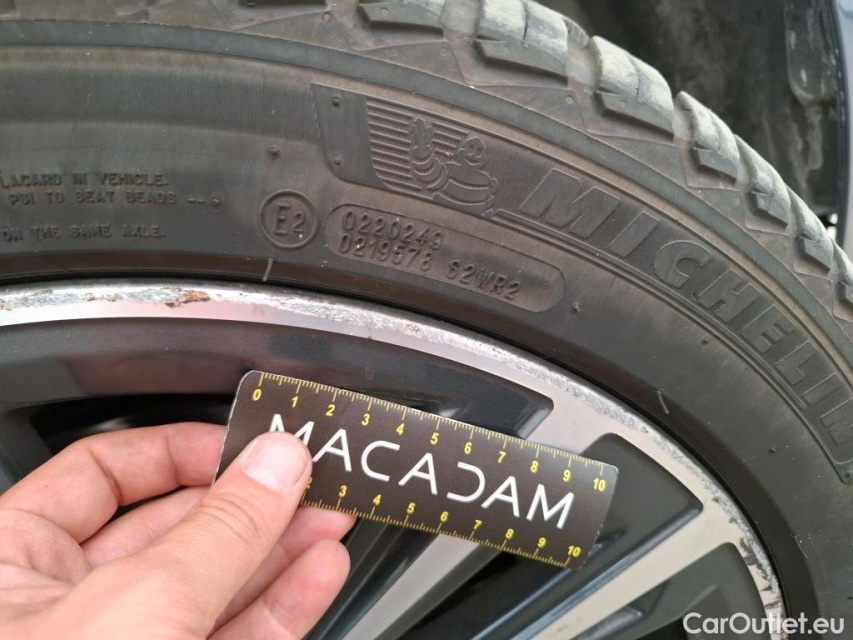 LACARD IN VEHICLE.
PSI TO SEAT BEADS --
ON THE SAME AXLE.
E2
0220249
0219578 S2WR2
MICHELIN
0 1 2 3 4 5 6 7 8 9 10
MACADAM
2 3 4 5 6 7 8 9 10
CarOutlet.eu